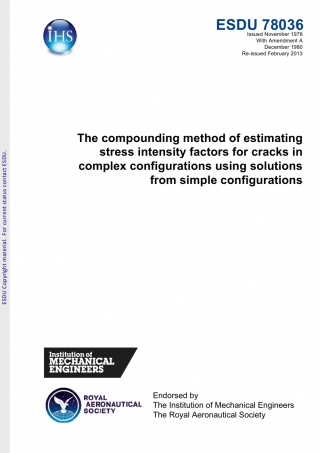 IHS
ESDU 78036
Issued November 1978
With Amendment A
December 1980
Re-issued February 2013
The compounding method of estimating
stress intensity factors for cracks in
complex configurations using solutions
from simple configurations
ESDU Copyright material. For current status contact ESDU.
Institution of
MECHANICAL
ENGINEERS
ROYAL
AERONAUTICAL
SOCIETY
Endorsed by
The Institution of Mechanical Engineers
The Royal Aeronautical Society